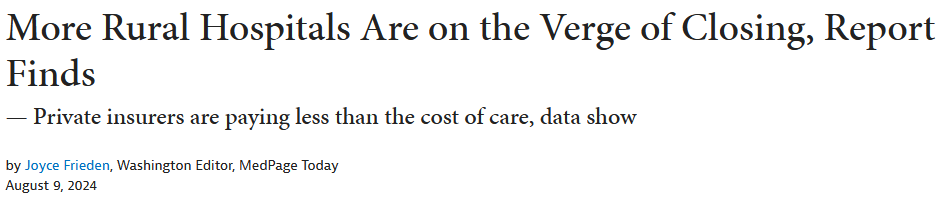 More Rural Hospitals Are on the Verge of Closing, Report
Finds
— Private insurers are paying less than the cost of care, data show
by Joyce Frieden, Washington Editor, MedPage Today
August 9, 2024